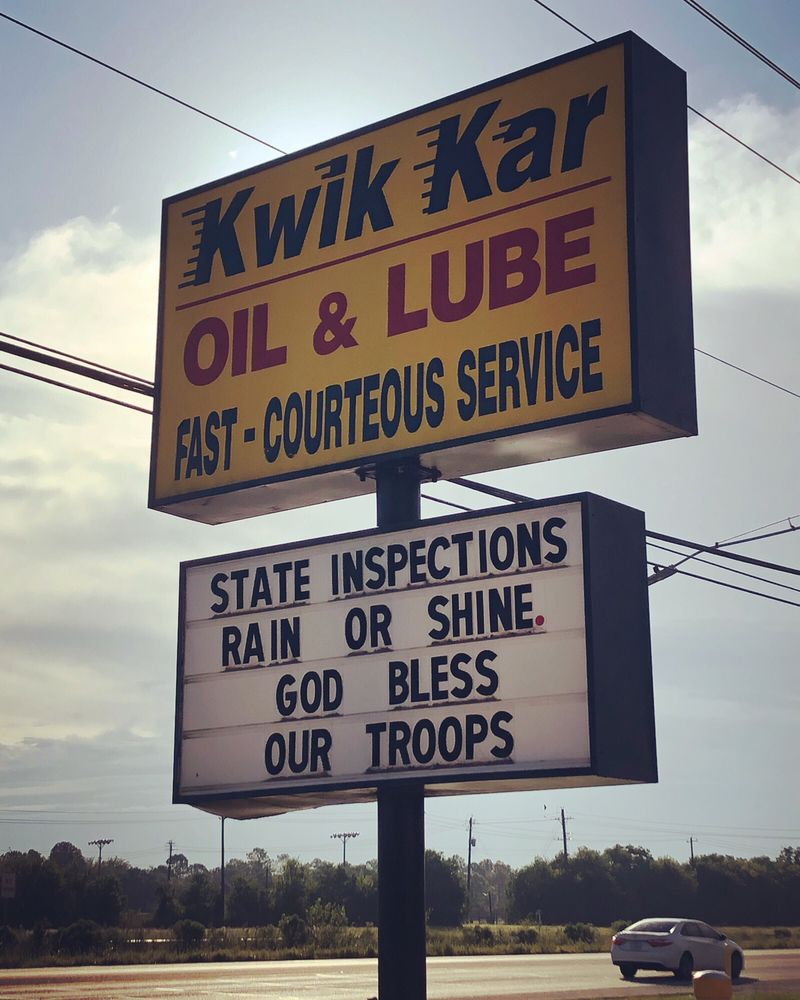 Kwik Kar
OIL & LUBE
FAST - COURTEOUS SERVICE
STATE INSPECTIONS
RAIN OR SHINE.
GOD BLESS
OUR TROOPS